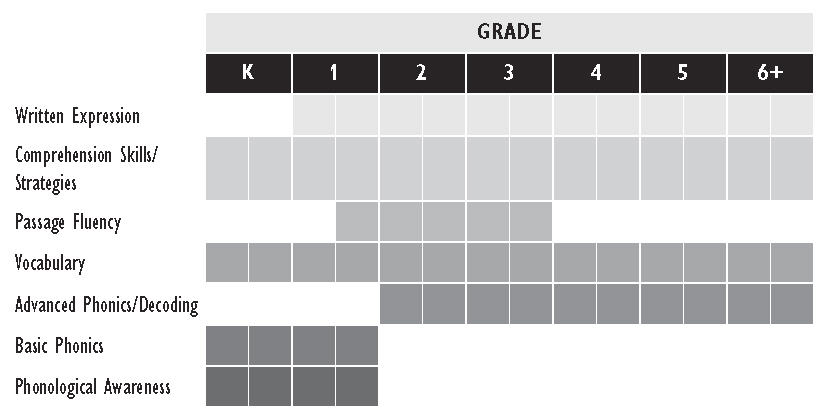 GRADE
K 1 2 3 4 5 6+
Written Expression
Comprehension Skills/
Strategies
Passage Fluency
Vocabulary
Advanced Phonics/Decoding
Basic Phonics
Phonological Awareness